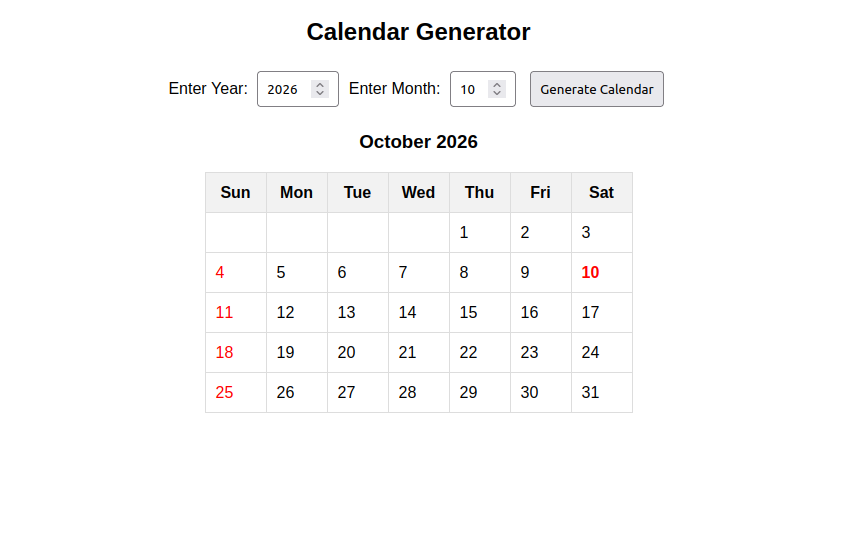 Calendar Generator
Enter Year: 2026 Enter Month: 10 Generate Calendar
October 2026
Sun Mon Tue Wed Thu Fri Sat
1 2 3
4 5 6 7 8 9 10
11 12 13 14 15 16 17
18 19 20 21 22 23 24
25 26 27 28 29 30 31